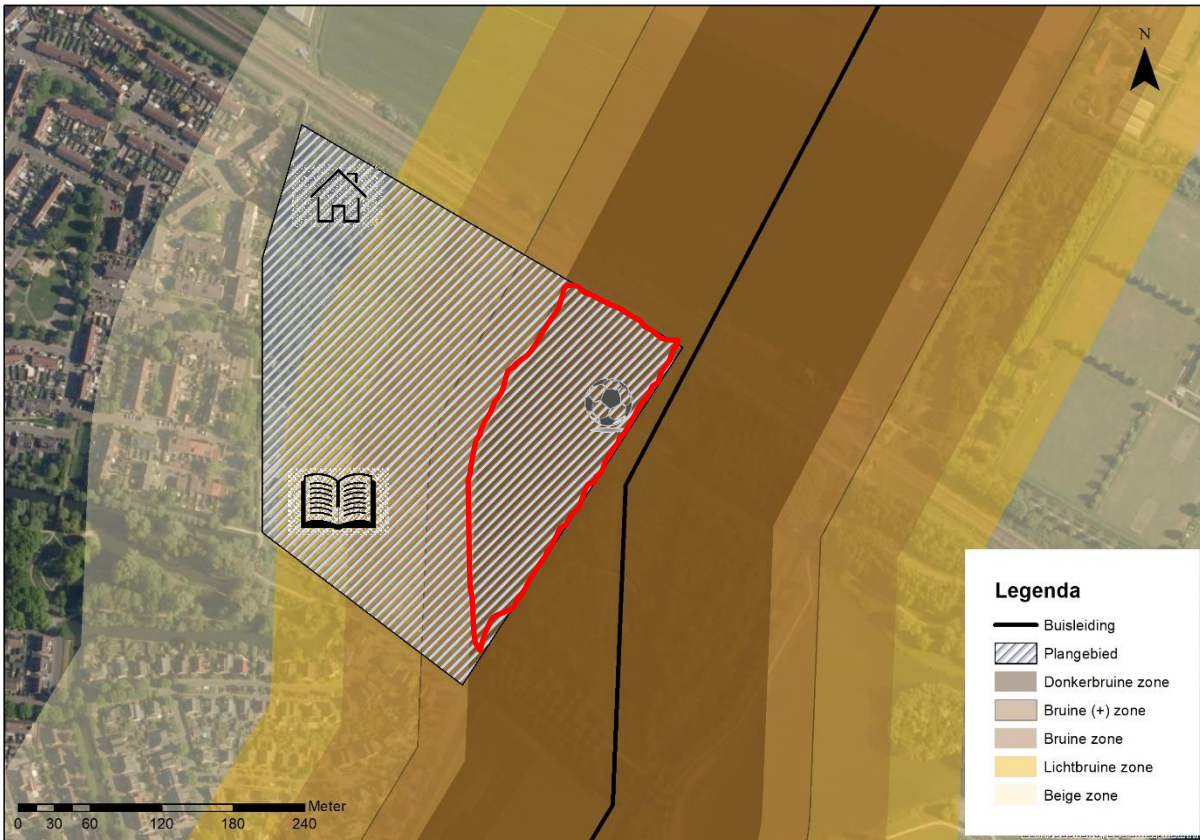 N
Legenda
Buisleiding
Plangebied
Donkerbruine zone
Bruine (+) zone
Bruine zone
Lichtbruine zone
Beige zone
Meter
0 30 60 120 180 240